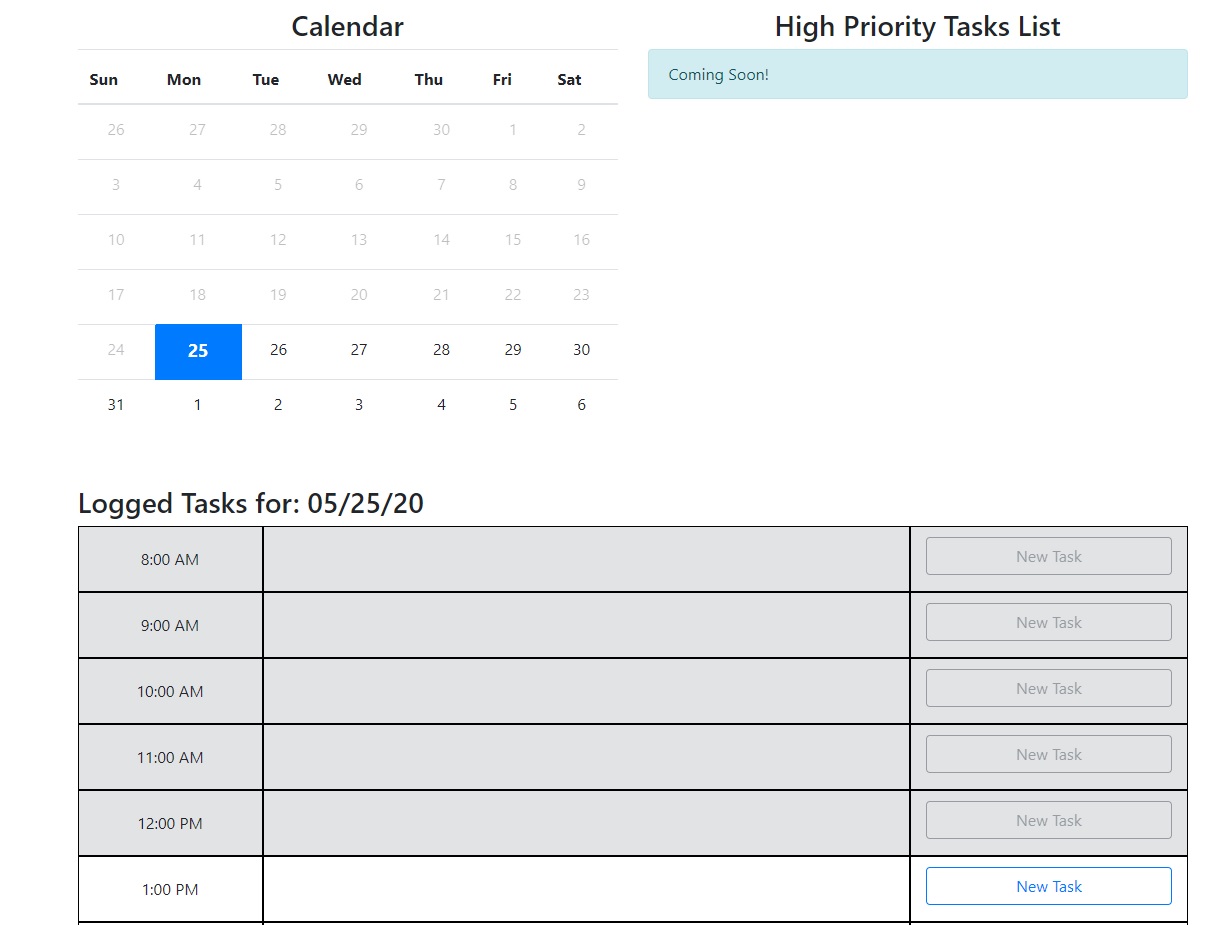 Calendar
Sun Mon Tue Wed Thu Fri Sat
26 27 28 29 30 1 2
3 4 5 6 7 8 9
10 11 12 13 14 15 16
17 18 19 20 21 22 23
24 25 26 27 28 29 30
31 1 2 3 4 5 6
High Priority Tasks List
Coming Soon!
Logged Tasks for: 05/25/20
8:00 AM New Task
9:00 AM New Task
10:00 AM New Task
11:00 AM New Task
12:00 PM New Task
1:00 PM New Task